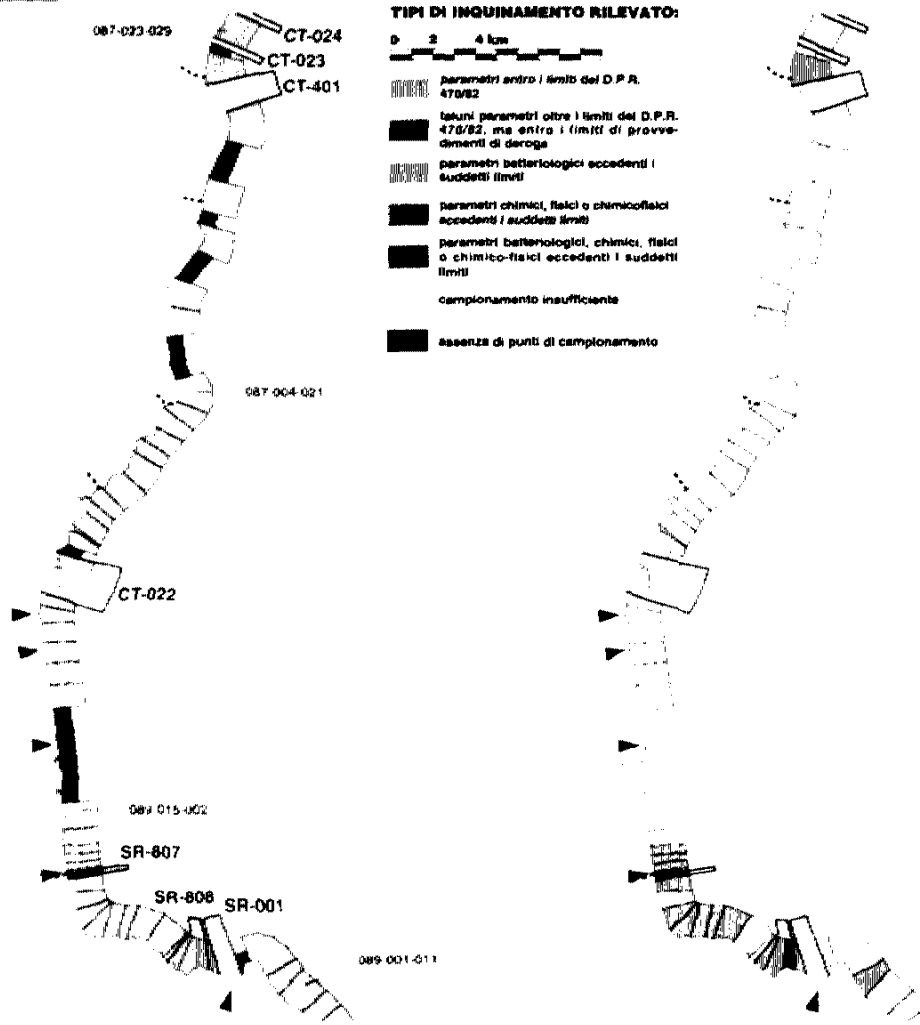 TIPI DI INQUINAMENTO RILEVATO:
0 2 4 km
parametri entro i limiti del D.P.R.
470/82
taluni parametri oltre i limiti del D.P.R.
470/82, ma entro i limiti di provve-
dimenti di deroga
parametri batteriologici eccedenti i
suddetti limiti
parametri chimici, fisici o chimicofisici
eccedenti i suddetti limiti
parametri batteriologici, chimici, fisici
o chimico-fisici eccedenti i suddetti
limiti
campionamento insufficiente
assenza di punti di campionamento
087-023-029
CT-024
CT-023
CT-401
087-004-021
CT-022
089-015-002
SR-807
SR-808
SR-001
089-001-011